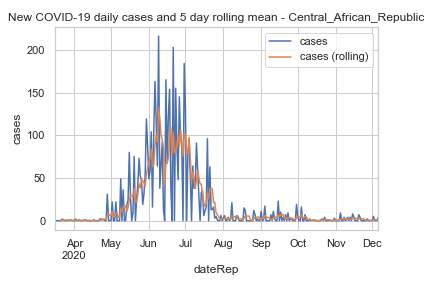 New COVID-19 daily cases and 5 day rolling mean - Central_African_Republic
cases
cases (rolling)
200
150
100
50
0
cases
Apr May Jun Jul Aug Sep Oct Nov Dec
2020
dateRep